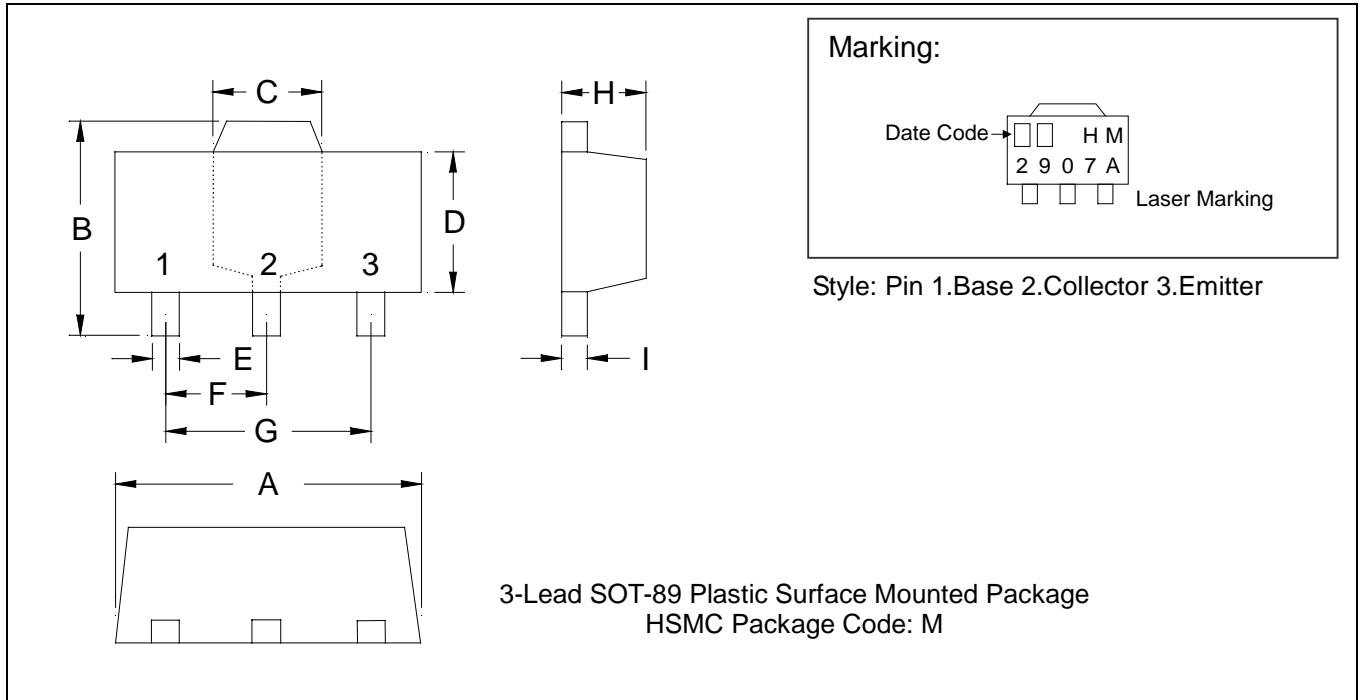 Marking:
Date Code
H M
2 9 0 7 A
Laser Marking
Style: Pin 1.Base 2.Collector 3.Emitter
C
H
B
D
1 2 3
E
I
F
G
A
3-Lead SOT-89 Plastic Surface Mounted Package
HSMC Package Code: M